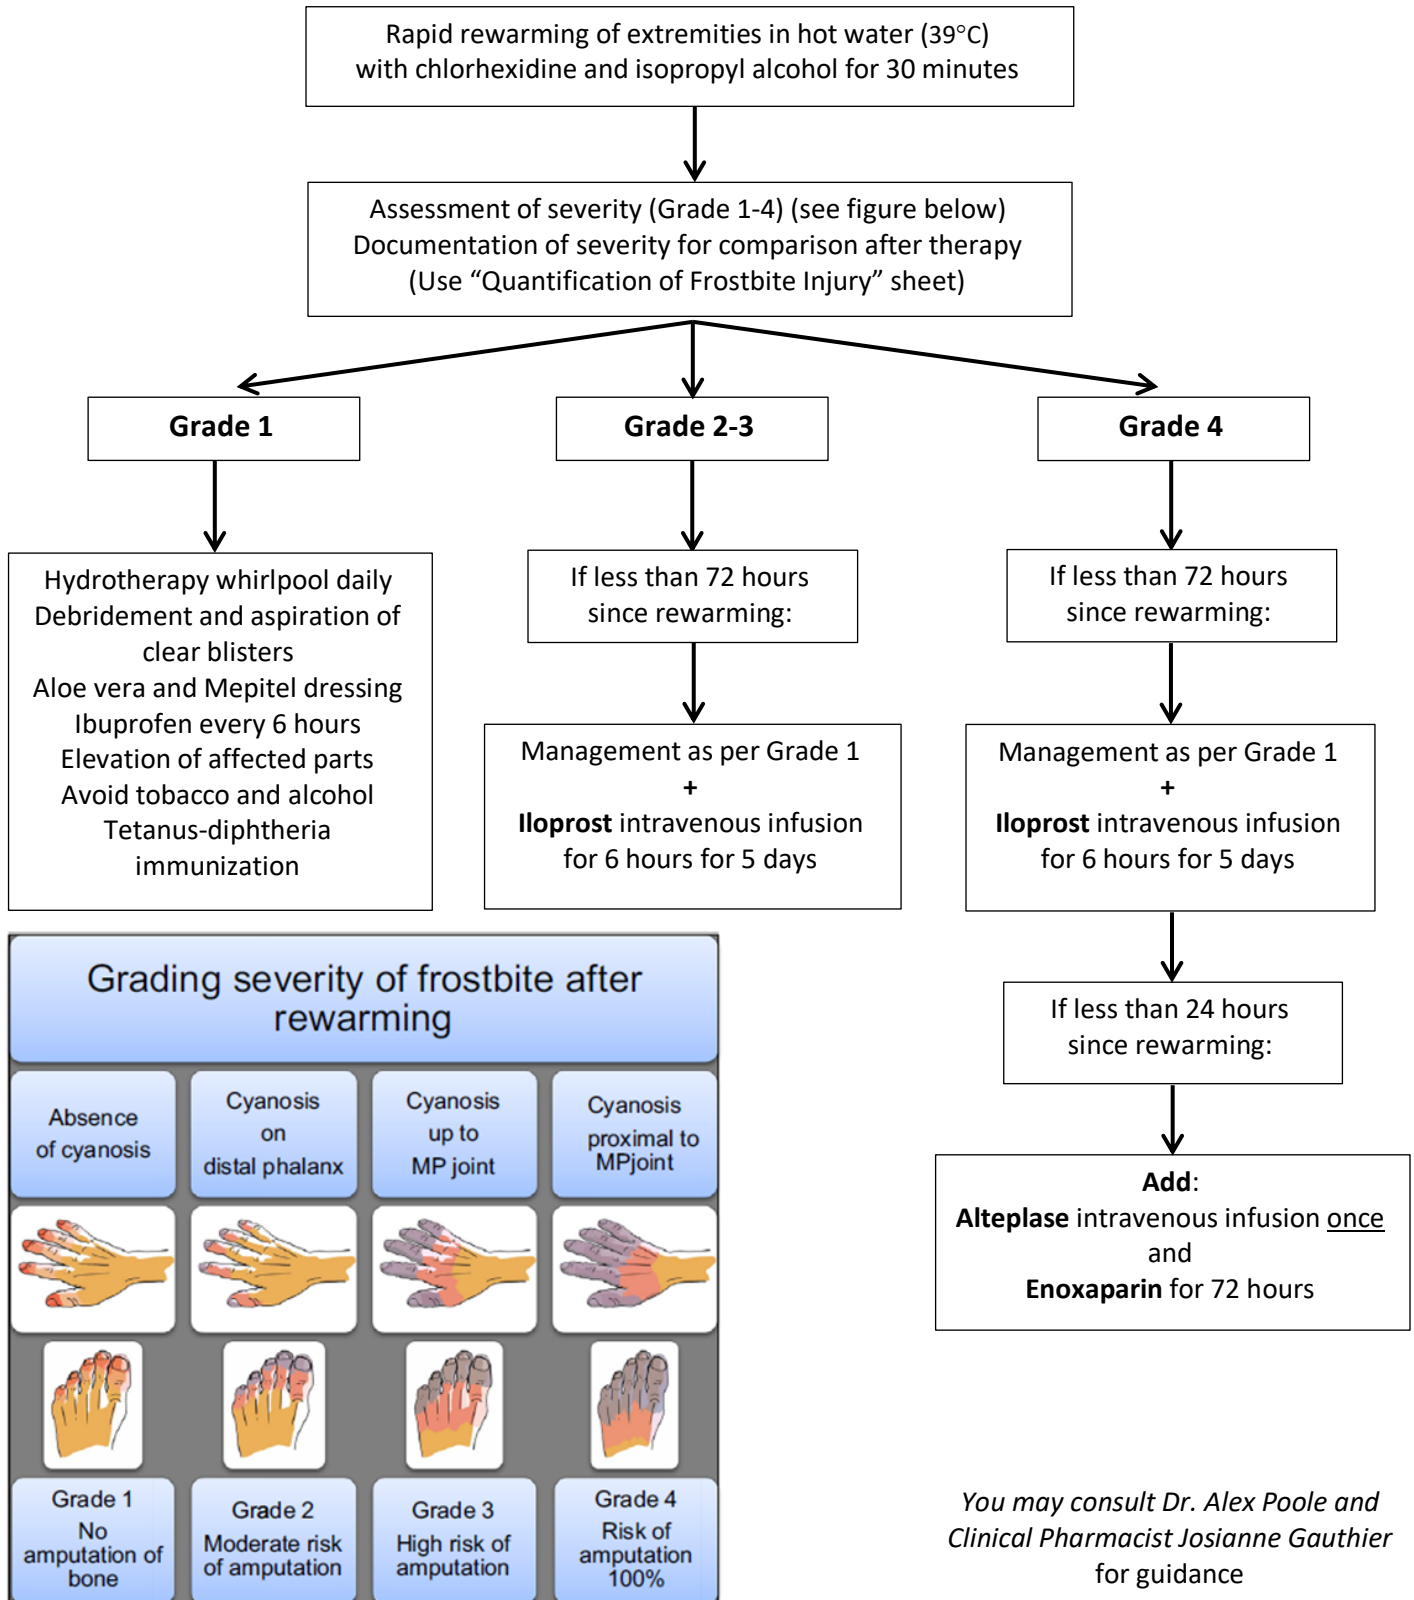 Rapid rewarming of extremities in hot water (39°C)
with chlorhexidine and isopropyl alcohol for 30 minutes
Assessment of severity (Grade 1-4) (see figure below)
Documentation of severity for comparison after therapy
(Use “Quantification of Frostbite Injury” sheet)
Grade 1
Grade 2-3
Grade 4
Hydrotherapy whirlpool daily
Debridement and aspiration of
clear blisters
Aloe vera and Mepitel dressing
Ibuprofen every 6 hours
Elevation of affected parts
Avoid tobacco and alcohol
Tetanus-diphtheria
immunization
If less than 72 hours
since rewarming:
Management as per Grade 1
+
Iloprost intravenous infusion
for 6 hours for 5 days
If less than 72 hours
since rewarming:
Management as per Grade 1
+
Iloprost intravenous infusion
for 6 hours for 5 days
If less than 24 hours
since rewarming:
Add:
Alteplase intravenous infusion once
and
Enoxaparin for 72 hours
Grading severity of frostbite after
rewarming
Absence
of cyanosis
Cyanosis
on
distal phalanx
Cyanosis
up to
MP joint
Cyanosis
proximal to
MPjoint
Grade 1
No
amputation of
bone
Grade 2
Moderate risk
of amputation
Grade 3
High risk of
amputation
Grade 4
Risk of
amputation
100%
You may consult Dr. Alex Poole and
Clinical Pharmacist Josianne Gauthier
for guidance